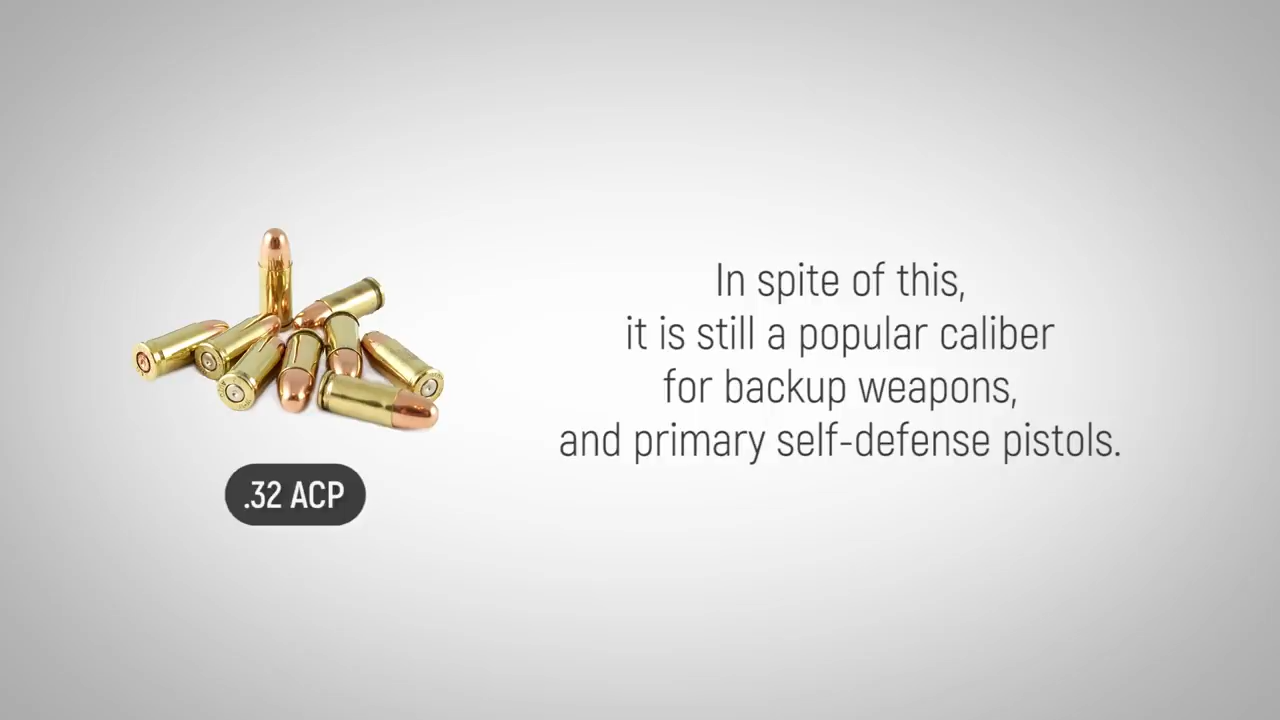 In spite of this,
it is still a popular caliber
for backup weapons,
and primary self-defense pistols.
.32 ACP